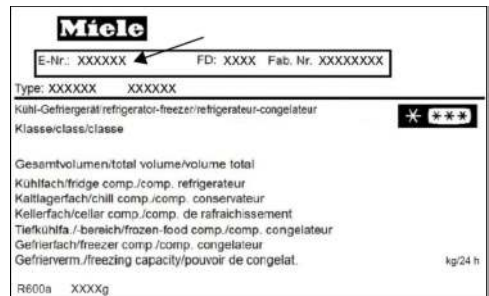 Miele
E-Nr.: XXXXXX FD: XXXX Fab. Nr. XXXXXXXX
Type: XXXXXX XXXXXX
Kühl-Gefriergerät/refrigerator-freezer/refrigerateur-congelateur
Klasse/class/classe
Gesamtvolumen/total volume/volume total
Kühlfach/fridge comp./comp. refrigerateur
Kaltlagerfach/chill comp./comp. conservateur
Kellerfach/cellar comp./comp. de rafraichissement
Tiefkühlfa./-bereich/frozen-food comp./comp. congelateur
Gefrierfach/freezer comp./comp. congelateur
Gefrierverm./freezing capacity/pouvoir de congelat. kg/24 h
R600a XXXXg